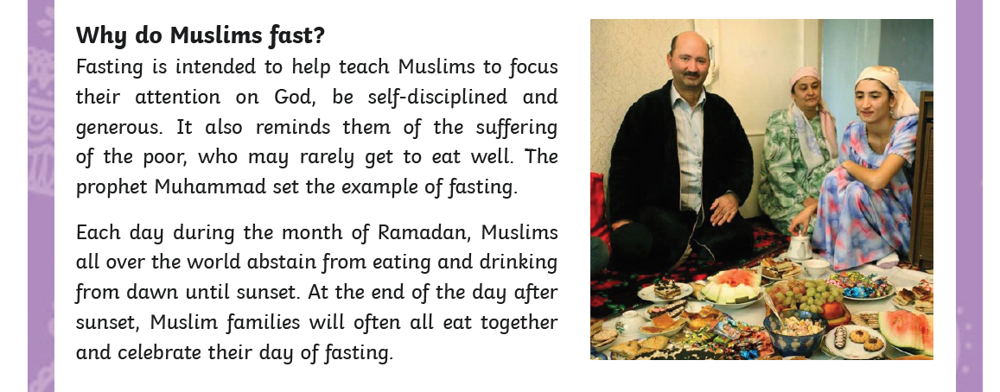 Why do Muslims fast?
Fasting is intended to help teach Muslims to focus
their attention on God, be self-disciplined and
generous. It also reminds them of the suffering
of the poor, who may rarely get to eat well. The
prophet Muhammad set the example of fasting.
Each day during the month of Ramadan, Muslims
all over the world abstain from eating and drinking
from dawn until sunset. At the end of the day after
sunset, Muslim families will often all eat together
and celebrate their day of fasting.